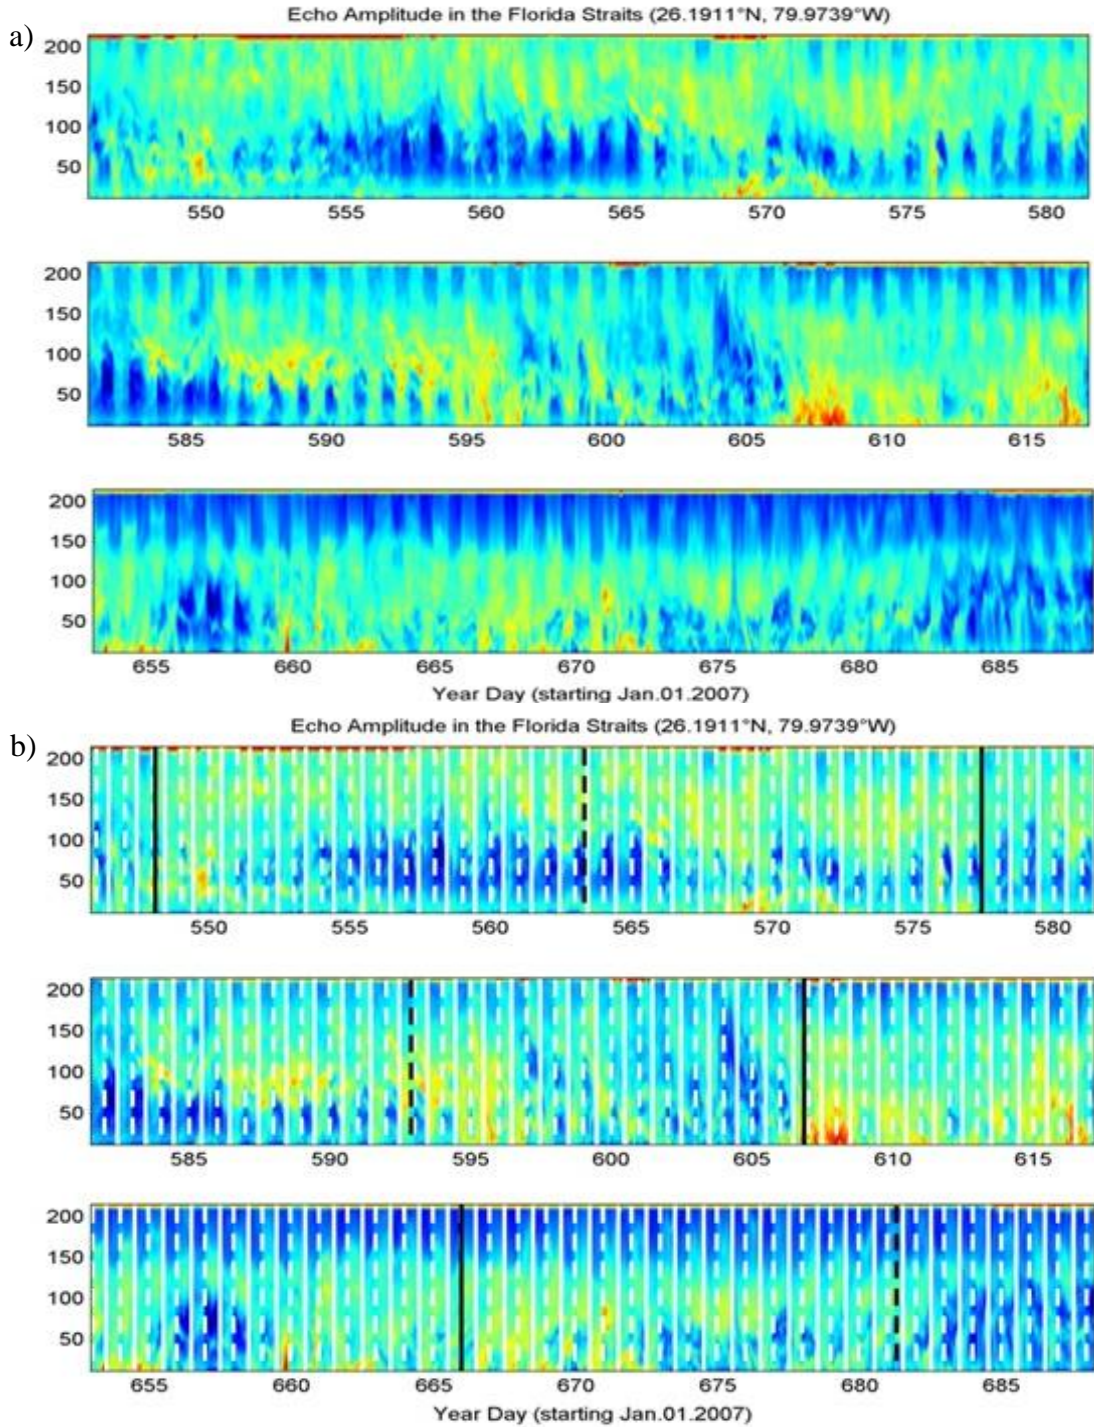 a)
Echo Amplitude in the Florida Straits (26.1911°N, 79.9739°W)
200
150
100
50
550 555 560 565 570 575 580
200
150
100
50
585 590 595 600 605 610 615
200
150
100
50
655 660 665 670 675 680 685
Year Day (starting Jan.01.2007)
b)
Echo Amplitude in the Florida Straits (26.1911°N, 79.9739°W)
200
150
100
50
550 555 560 565 570 575 580
200
150
100
50
585 590 595 600 605 610 615
200
150
100
50
655 660 665 670 675 680 685
Year Day (starting Jan.01.2007)